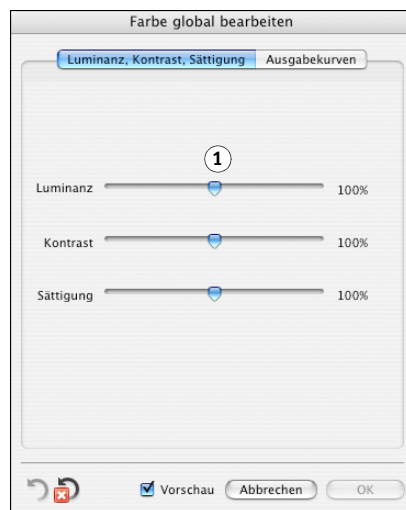 Farbe global bearbeiten
Luminanz, Kontrast, Sättigung Ausgabekurven
1
Luminanz 100%
Kontrast 100%
Sättigung 100%
Vorschau Abbrechen OK